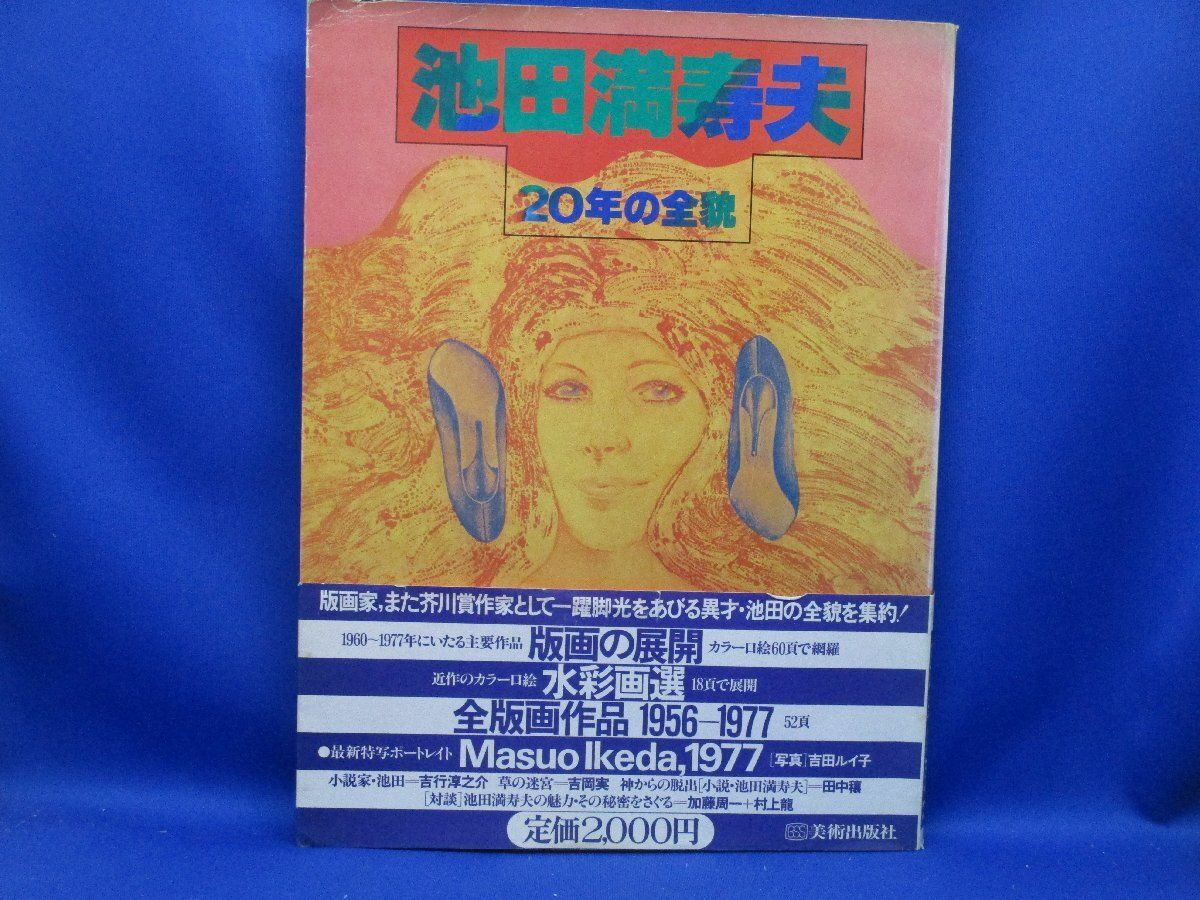 池田満寿夫
20年の全貌
版画家,また芥川賞作家として一躍脚光をあびる異才・池田の全貌を集約!
1960〜1977年にいたる主要作品 版画の展開 カラー口絵60頁で網羅
近作のカラー口絵 水彩画選 18頁で展開
全版画作品 1956—1977 52頁
●最新特写ポートレイト Masuo Ikeda,1977 [写真]吉田ルイ子
小説家・池田=吉行淳之介 草の迷宮=吉岡実 神からの脱出[小説・池田満寿夫]=田中穣
[対談]池田満寿夫の魅力・その秘密をさぐる=加藤周一+村上龍
定価2,000円
BSS 美術出版社